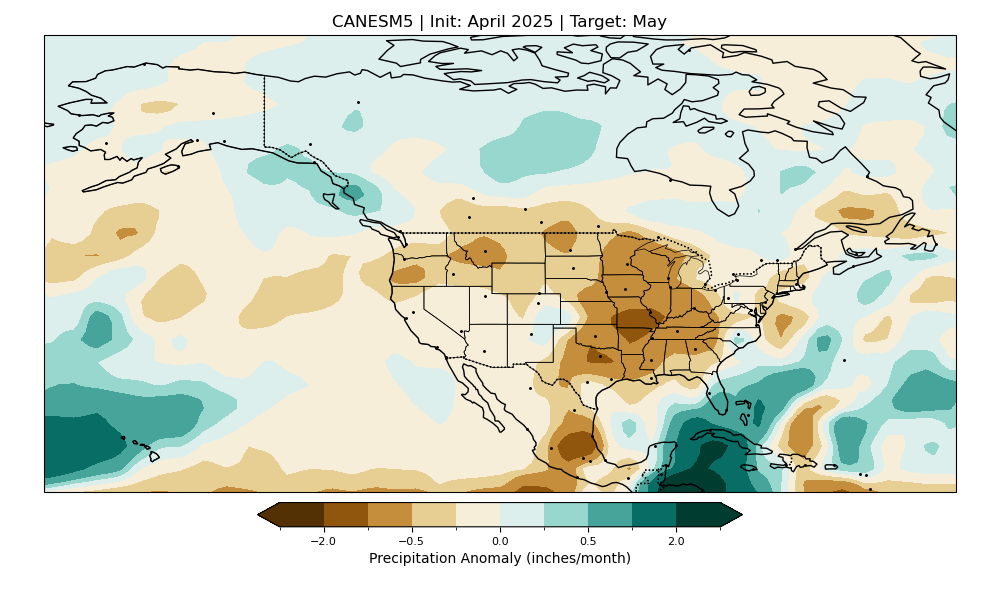 CANESM5 | Init: April 2025 | Target: May
−2.0 −0.5 0.0 0.5 2.0
Precipitation Anomaly (inches/month)